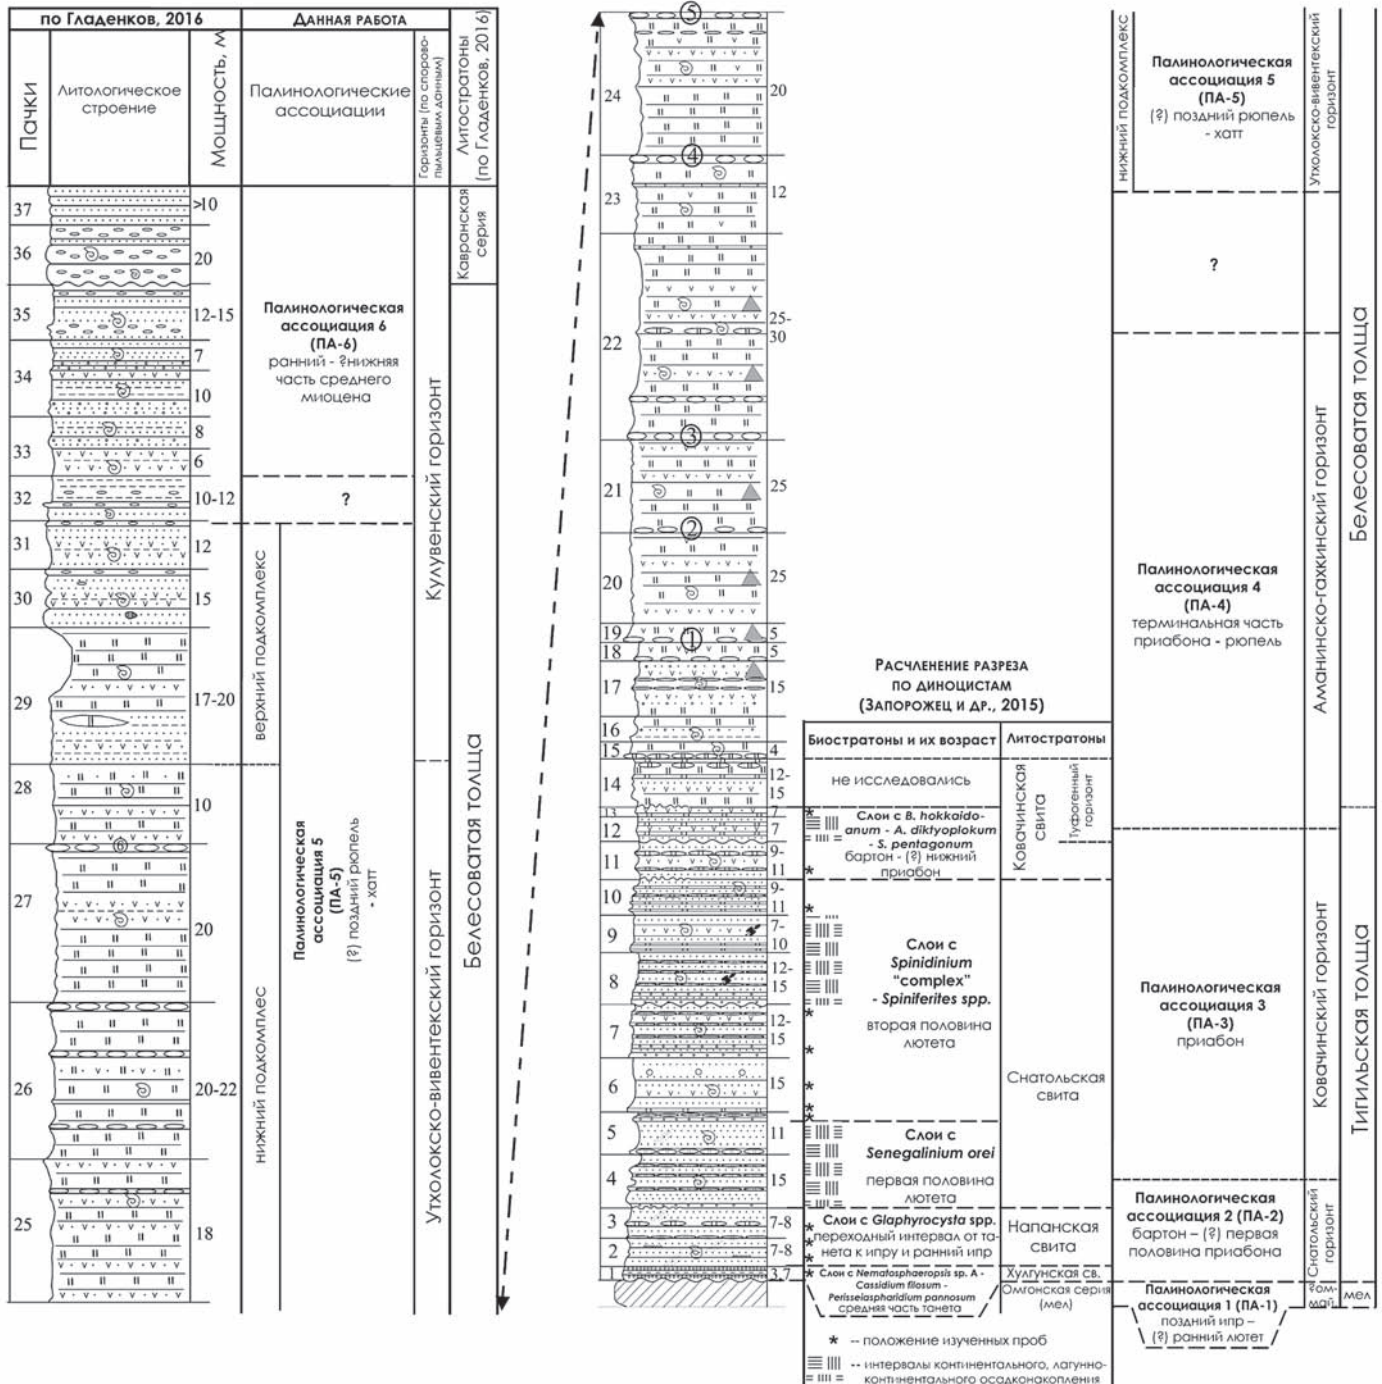 по Гладенков, 2016
Данная работа
Пачки
Литологическое
строение
Мощность, м
Палинологические
ассоциации
Горизонты (по спорово-
пыльцевым данным)
Литостратоны
(по Гладенков, 2016)
37
>10
36
20
35
12-15
34
7
10
33
8
6
32
10-12
31
12
30
15
29
17-20
28
10
6
27
20
26
20-22
25
18
Палинологическая
ассоциация 6
(ПА-6)
ранний - ?нижняя
часть среднего
миоцена
?
верхний подкомплекс
нижний подкомплес
Палинологическая
ассоциация 5
(ПА-5)
(?) поздний рюпель
- хатт
Кулувенский горизонт
Утхолокско-вивентекский горизонт
Кавранская
серия
Белесоватая толща
5
24
20
4
23
12
22
25-
30
3
21
25
2
20
25
19
1
5
18
5
17
15
16
15
4
14
12-
15
13
7
12
7
11
9-
11
10
9-
11
9
7-
10
8
12-
15
7
12-
15
6
15
5
11
4
15
3
7-8
2
7-8
1
3,7
Расчленение разреза
по диноцистам
(Запорожец и др., 2015)
Биостратоны и их возраст
Литостратоны
не исследовались
Слои с B. hokkaido-
anum - A. diktyoplokum
- S. pentagonum
бартон - (?) нижний
приабон
Слои с
Spinidinium
“complex”
- Spiniferites spp.
вторая половина
лютета
Слои с
Senegalinium orei
первая половина
лютета
Слои с Glaphyrocysta spp.
переходный интервал от та-
нета к ипру и ранний ипр
Слои с Nematosphaeropsis sp. A -
Cassidium filosum -
Perisseiasphaeridium pannosum
средняя часть танета
Ковачинская
свита
Туфогенный
горизонт
Снатольская
свита
Напанская
свита
Хулгунская св.
Омгонская серия
(мел)
* -- положение изученных проб
-- интервалы континентального, лагунно-
континентального осадконакопления
нижний подкомплекс
Палинологическая
ассоциация 5
(ПА-5)
(?) поздний рюпель
- хатт
?
Палинологическая
ассоциация 4
(ПА-4)
терминальная часть
приабона - рюпель
Палинологическая
ассоциация 3
(ПА-3)
приабон
Палинологическая
ассоциация 2 (ПА-2)
бартон – (?) первая
половина приабона
Палинологическая
ассоциация 1 (ПА-1)
поздний ипр –
(?) ранний лютет
Утхолокско-вивентекский
горизонт
Аманинско-гахкинский горизонт
Ковачинский горизонт
Снатольский
горизонт
Белесоватая толща
Тигильская толща
мел